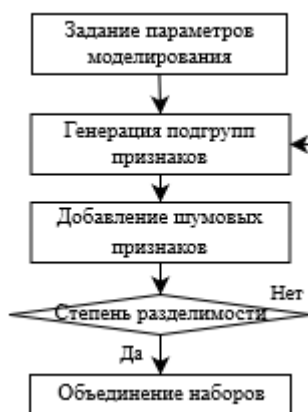 Задание параметров
моделирования
Генерация подгрупп
признаков
Добавление шумовых
признаков
Нет
Степень разделимости
Да
Объединение наборов